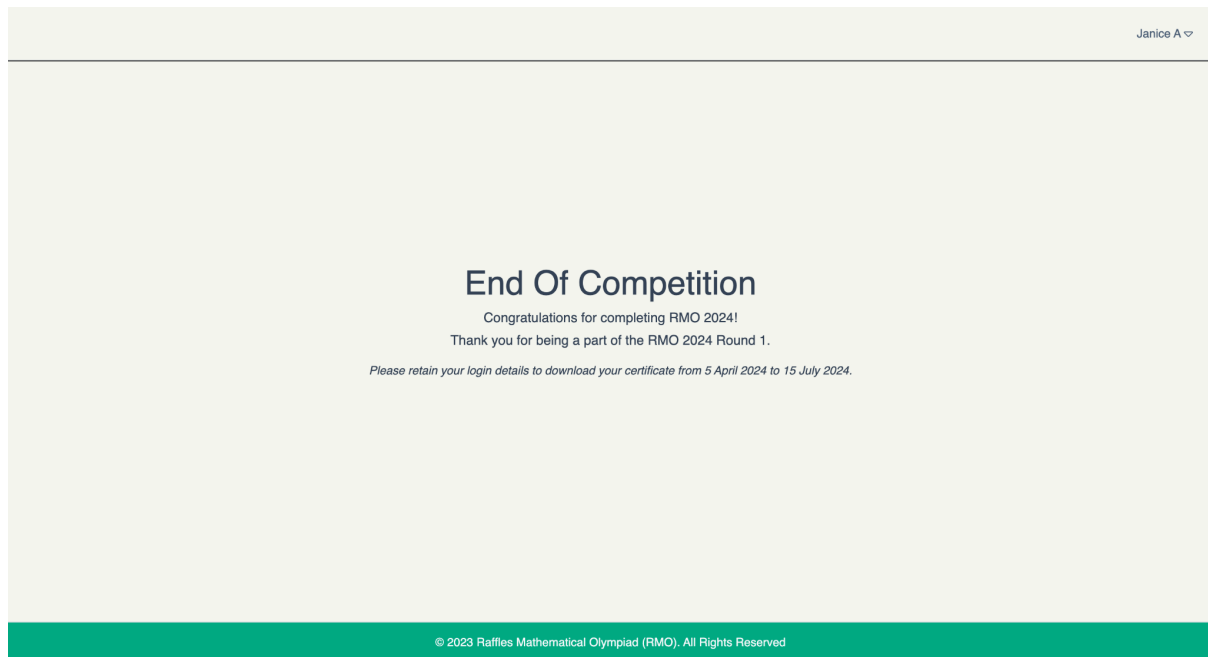 Janice A
End Of Competition
Congratulations for completing RMO 2024!
Thank you for being a part of the RMO 2024 Round 1.
Please retain your login details to download your certificate from 5 April 2024 to 15 July 2024.
© 2023 Raffles Mathematical Olympiad (RMO). All Rights Reserved